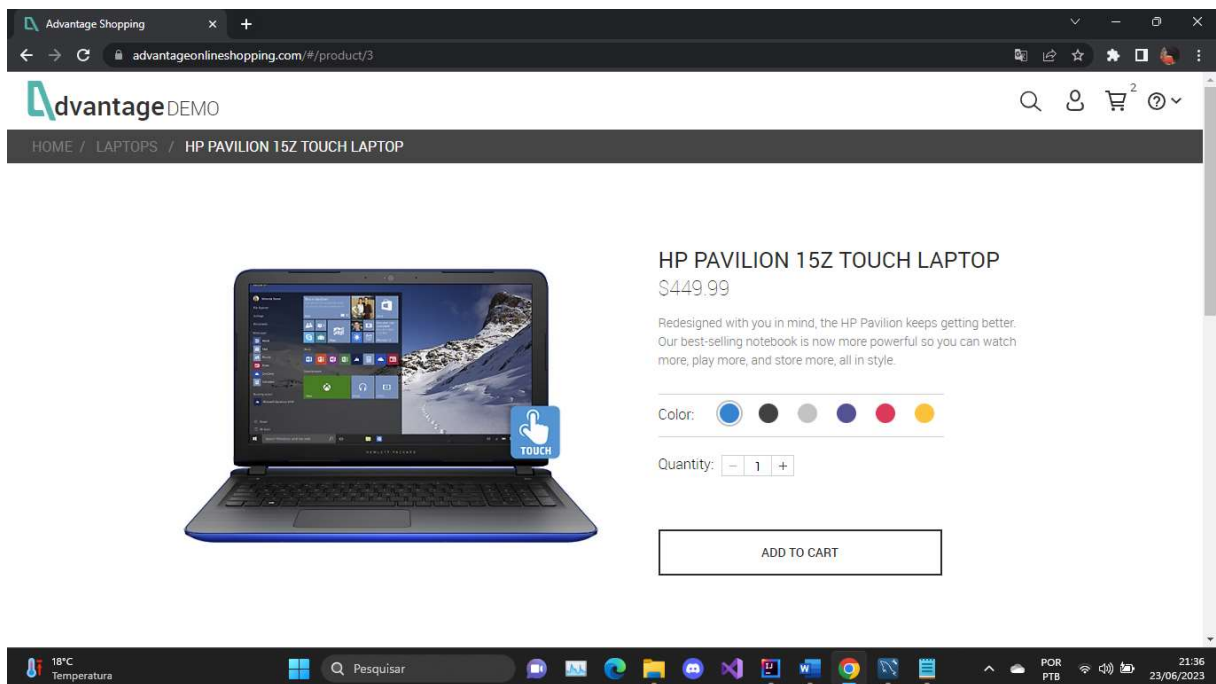 Advantage Shopping
advantageonlineshopping.com/#/product/3
dvantage DEMO
2
HOME / LAPTOPS / HP PAVILION 15Z TOUCH LAPTOP
HP PAVILION 15Z TOUCH LAPTOP
$449.99
Redesigned with you in mind, the HP Pavilion keeps getting better.
Our best-selling notebook is now more powerful so you can watch
more, play more, and store more, all in style.
Color:
Quantity: - 1 +
TOUCH
HEWLETT PACKARD
ADD TO CART
18°C
Temperatura
Pesquisar
POR
PTB
21:36
23/06/2023